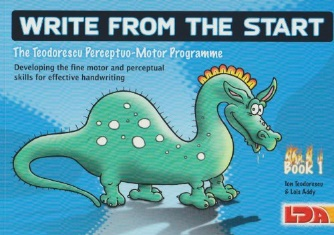 WRITE FROM THE START
The Teodorescu Perceptuo-Motor Programme
Developing the fine motor and perceptual
skills for effective handwriting
BOOK 1
Ion Teodorescu
& Lois Addy
LDA